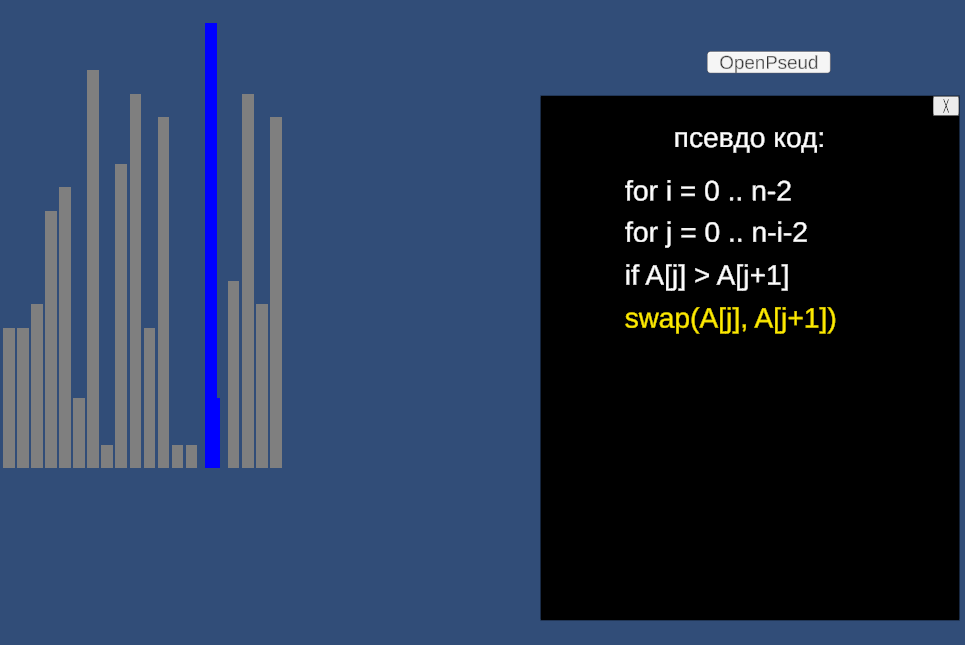 OpenPseud
X
псевдо код:
for i = 0 .. n-2
for j = 0 .. n-i-2
if A[j] > A[j+1]
swap(A[j], A[j+1])